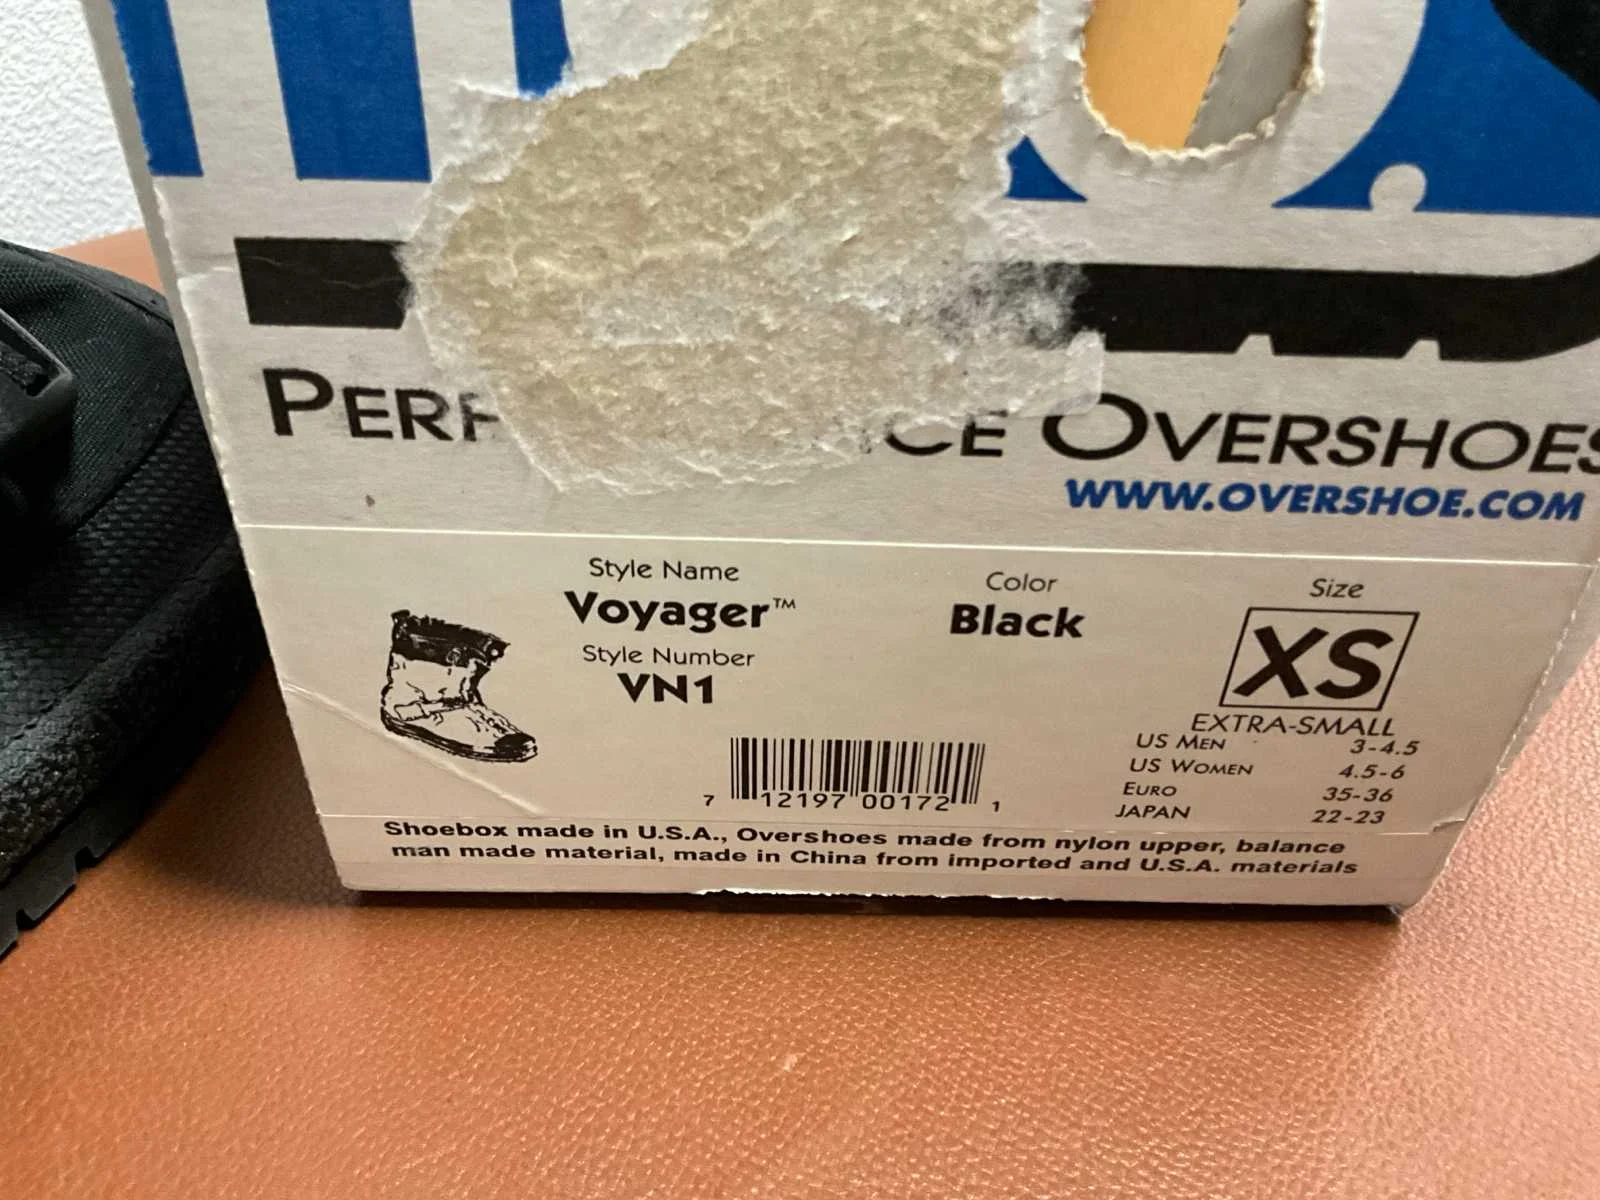 OVERSHOES
WWW.OVERSHOE.COM
Style Name
Voyager™
Style Number
VN1
Color
Black
Size
XS
EXTRA-SMALL
US MEN 3-4.5
US WOMEN 4.5-6
EURO 35-36
JAPAN 22-23
7 12197 00172 1
Shoebox made in U.S.A., Overshoes made from nylon upper, balance
man made material, made in China from imported and U.S.A. materials